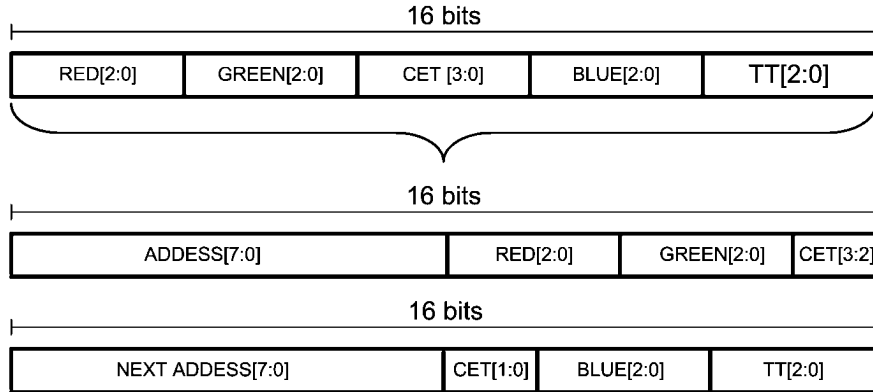 16 bits
RED[2:0] GREEN[2:0] CET [3:0] BLUE[2:0] TT[2:0]
16 bits
ADDESS[7:0] RED[2:0] GREEN[2:0] CET[3:2]
16 bits
NEXT ADDESS[7:0] CET[1:0] BLUE[2:0] TT[2:0]